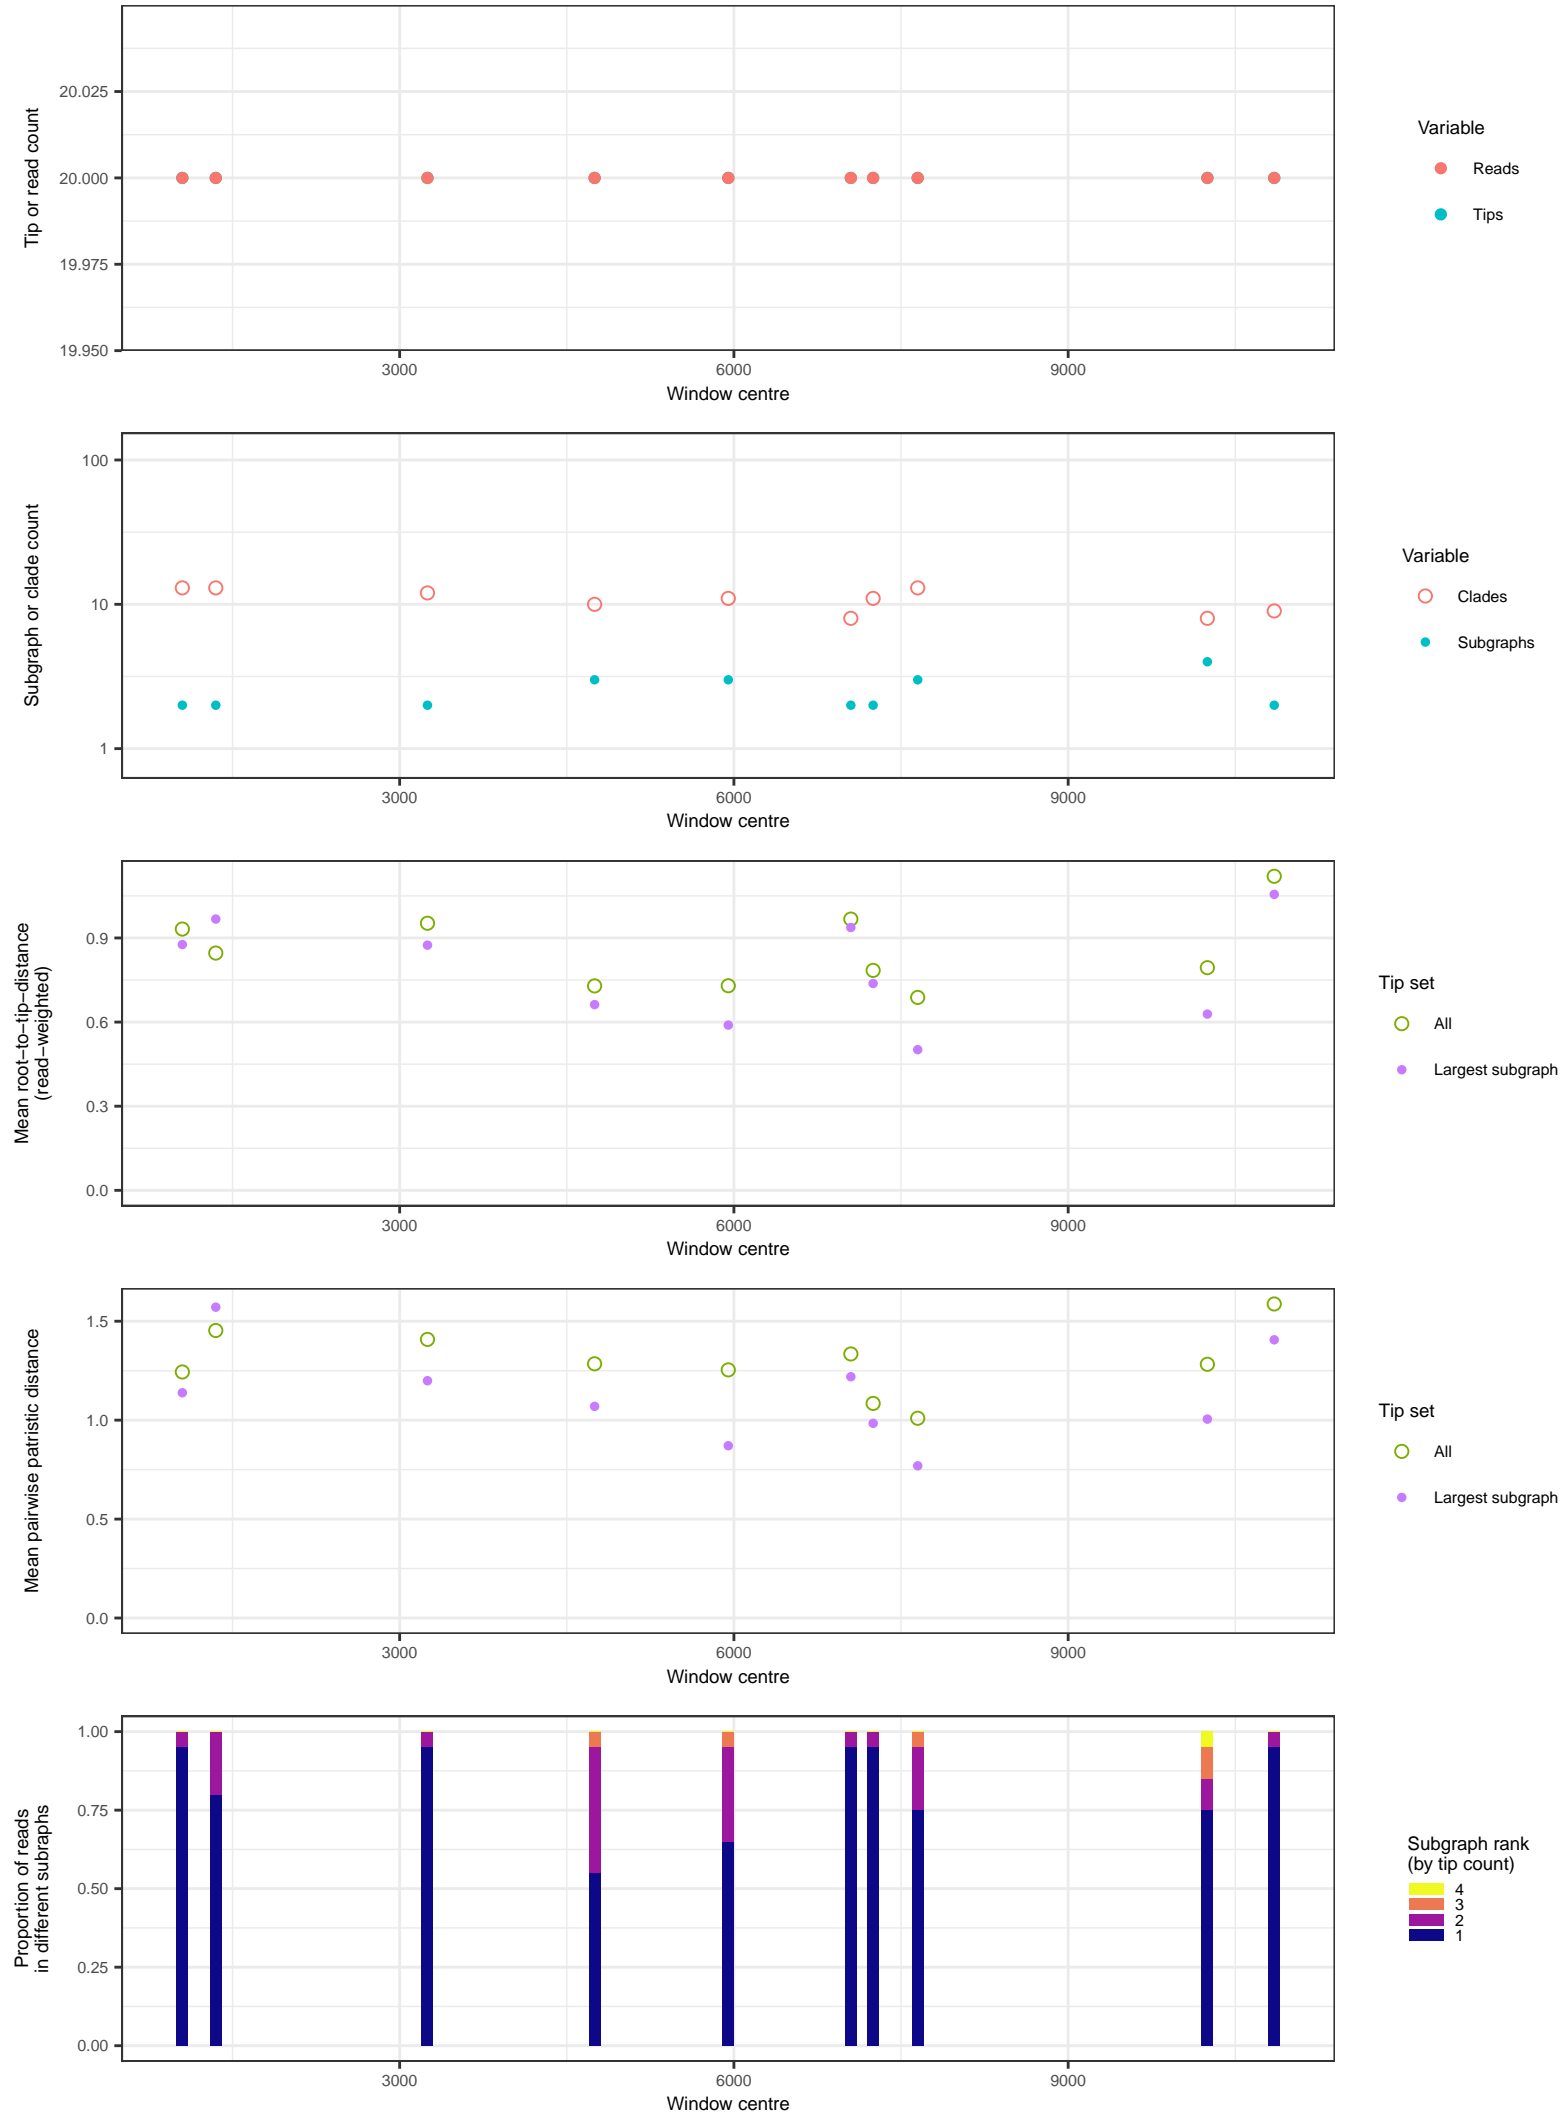 Tip or read count
20.025
20.000
19.975
19.950
3000
6000
9000
Window centre
Variable
Reads
Tips
Subgraph or clade count
100
10
1
3000
6000
9000
Window centre
Variable
Clades
Subgraphs
Mean root−to−tip−distance
(read−weighted)
0.9
0.6
0.3
0.0
3000
6000
9000
Window centre
Tip set
All
Largest subgraph
Mean pairwise patristic distance
1.5
1.0
0.5
0.0
3000
6000
9000
Window centre
Tip set
All
Largest subgraph
Proportion of reads
in different subraphs
1.00
0.75
0.50
0.25
0.00
3000
6000
9000
Window centre
Subgraph rank
(by tip count)
4
3
2
1